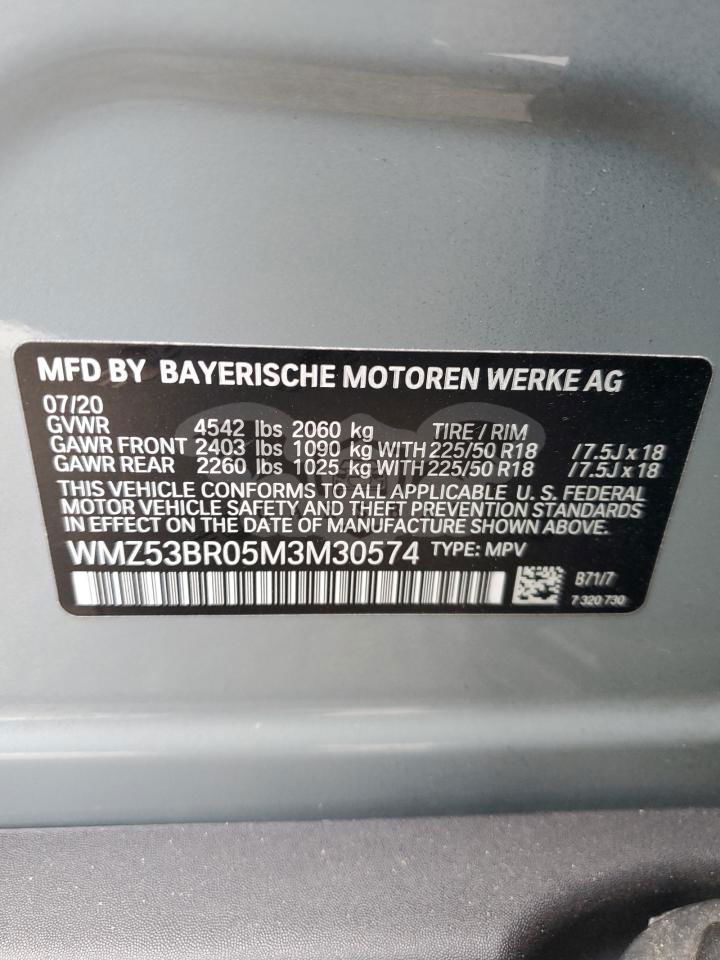 MFD BY BAYERISCHE MOTOREN WERKE AG
07/20
GVWR 4542 lbs 2060 kg TIRE / RIM
GAWR FRONT 2403 lbs 1090 kg WITH 225/50 R18 / 7.5J x 18
GAWR REAR 2260 lbs 1025 kg WITH 225/50 R18 / 7.5J x 18
THIS VEHICLE CONFORMS TO ALL APPLICABLE U. S. FEDERAL
MOTOR VEHICLE SAFETY AND THEFT PREVENTION STANDARDS
IN EFFECT ON THE DATE OF MANUFACTURE SHOWN ABOVE.
WMZ53BR05M3M30574 TYPE: MPV
B71/7
7 320 730